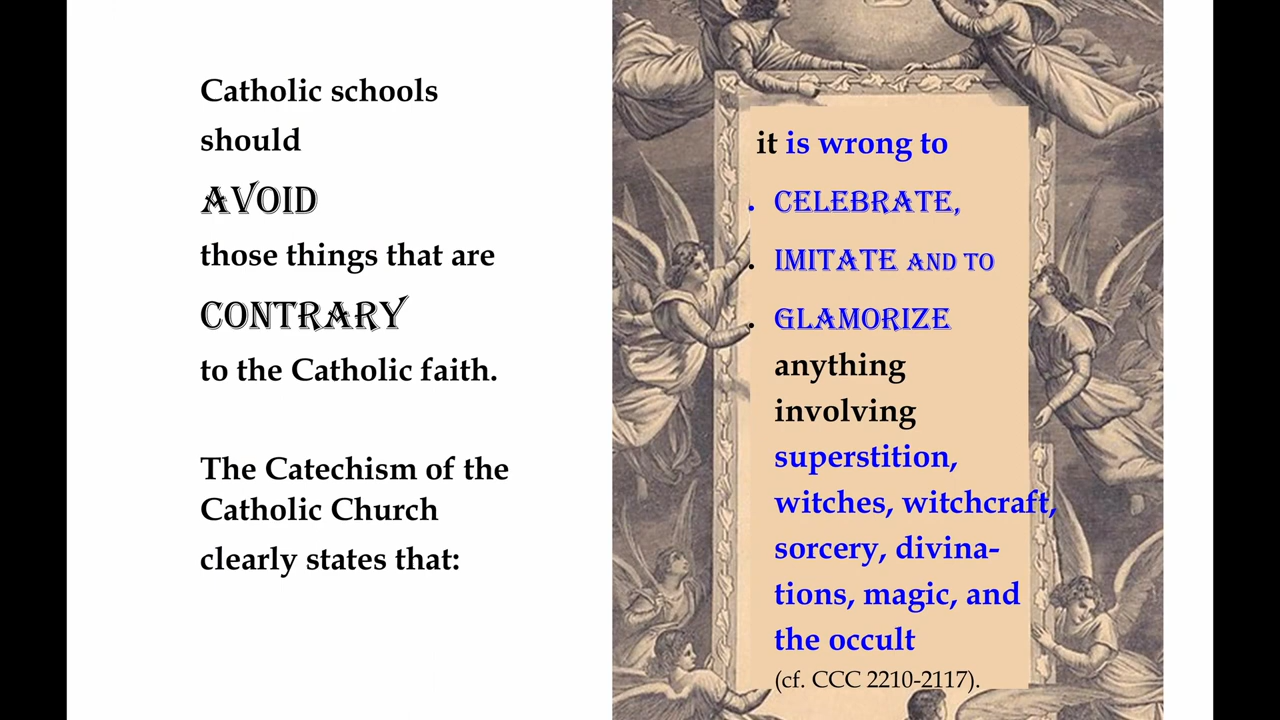 Catholic schools
should
AVOID
those things that are
CONTRARY
to the Catholic faith.
The Catechism of the
Catholic Church
clearly states that:
it is wrong to
• CELEBRATE,
• IMITATE AND TO
• GLAMORIZE
anything
involving
superstition,
witches, witchcraft,
sorcery, divina-
tions, magic, and
the occult
(cf. CCC 2210-2117).